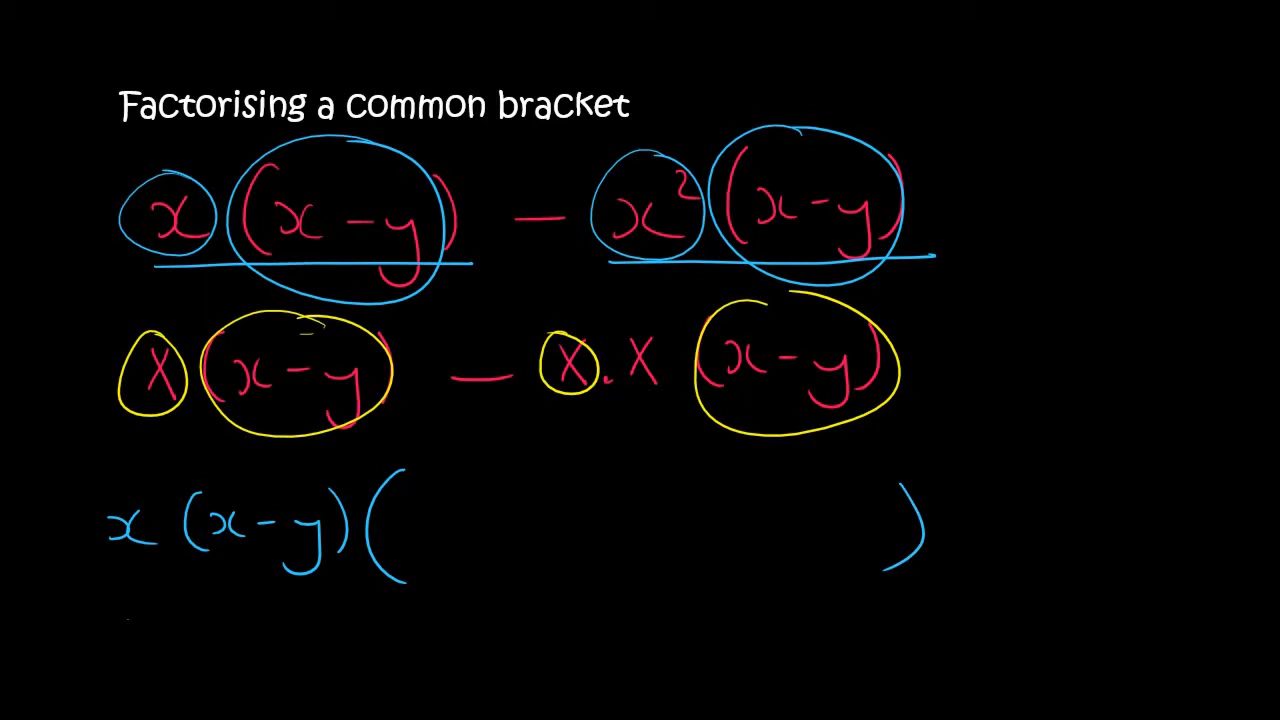 Factorising a common bracket
x (x - y) - x² (x - y)
x (x - y) - x . x (x - y)
x (x - y) (          )